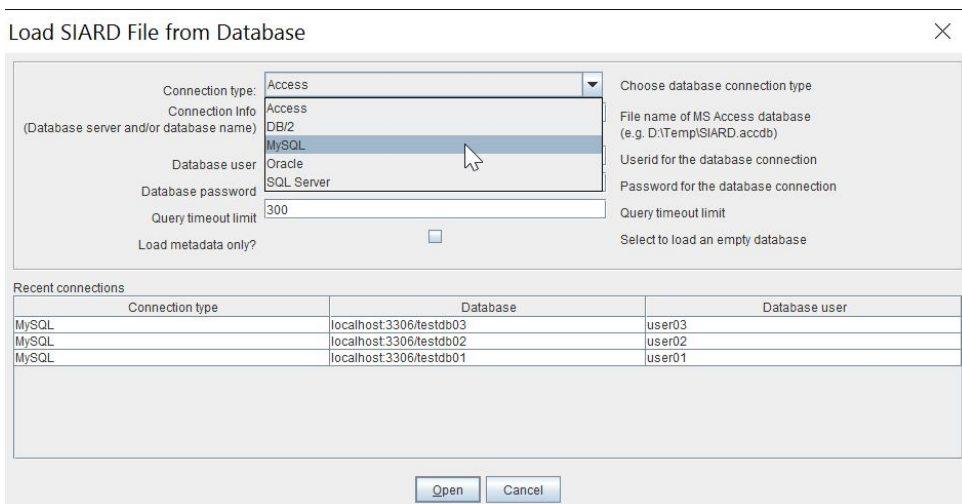 Load SIARD File from Database
Connection type: Access Choose database connection type
Connection Info Access File name of MS Access database
(Database server and/or database name) DB/2 (e.g. D:\Temp\SIARD.accdb)
MySQL
Database user Oracle Userid for the database connection
SQL Server
Database password Password for the database connection
Query timeout limit 300 Query timeout limit
Load metadata only? Select to load an empty database
Recent connections
Connection type Database Database user
MySQL localhost:3306/testdb03 user03
MySQL localhost:3306/testdb02 user02
MySQL localhost:3306/testdb01 user01
Open Cancel